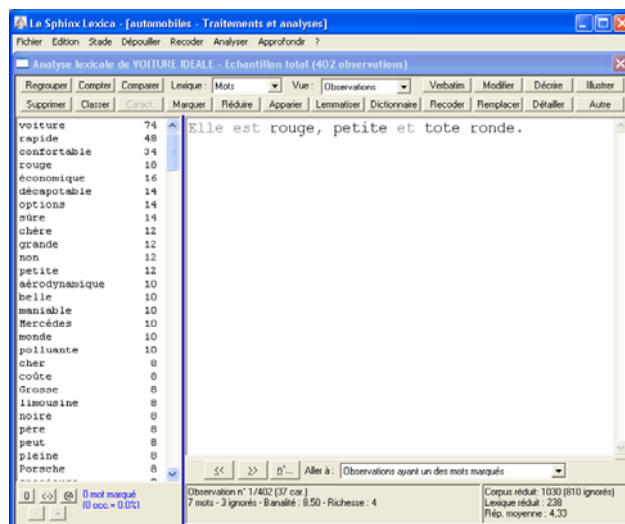 Le Sphinx Lexica - [automobiles - Traitements et analyses]
Fichier Edition Stade Dépouiller Recoder Analyser Approfondir ?
Analyse lexicale de VOITURE IDEALE - Echantillon total (402 observations)
Regrouper Compter Comparer Lexique : Mots Vue : Observations Verbatim Modifier Décrire Illustrer
Supprimer Classer Caract. Marquer Réduire Apparier Lemmatiser Dictionnaire Recoder Remplacer Détailler Autre
voiture 74
rapide 48
confortable 34
rouge 18
économique 16
décapotable 14
options 14
sûre 14
chère 12
grande 12
non 12
petite 12
aérodynamique 10
belle 10
maniable 10
Mercédes 10
monde 10
polluante 10
cher 8
coûte 8
Grosse 8
limousine 8
noire 8
père 8
peut 8
pleine 8
Porsche 8
Elle est rouge, petite et tote ronde.
<< >> n°... Aller à : Observations ayant un des mots marqués
0 <-> @ 0 mot marqué
(0 occ.= 0.0%)
- +
Observation n° 1/402 (37 car.)
7 mots - 3 ignorés - Banalité : 8,50 - Richesse : 4
Corpus réduit: 1030 (810 ignorés)
Lexique réduit : 238
Rép. moyenne : 4,33